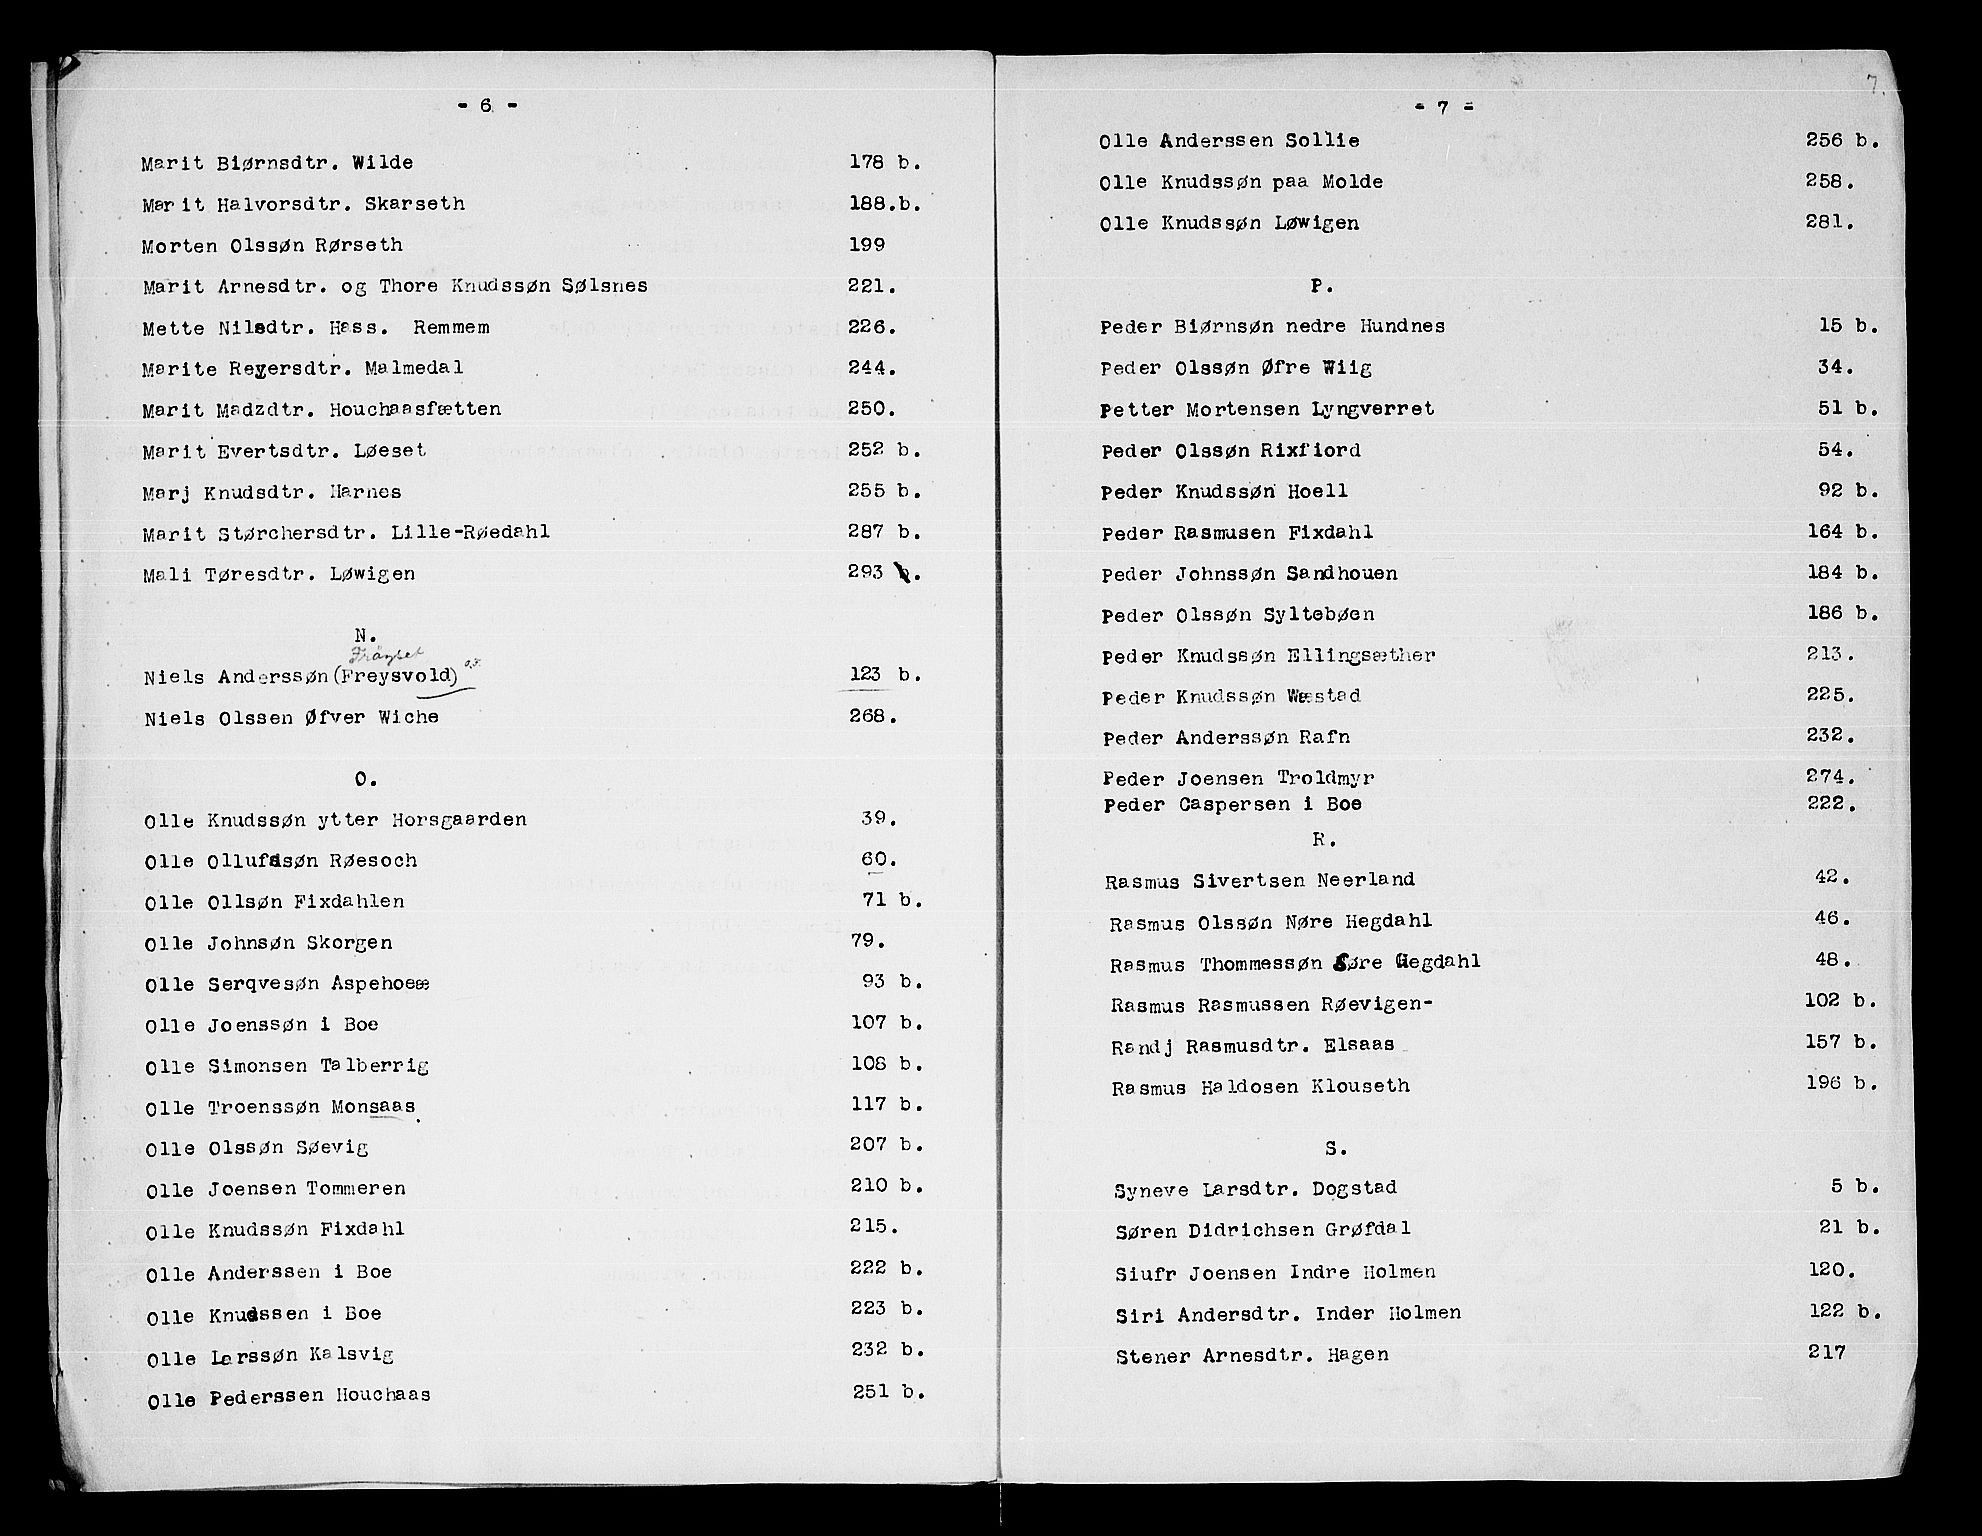 - 6 -
Marit Biørnsdtr. Wilde 178 b.
Marit Halvorsdtr. Skarseth 188.b.
Morten Olssøn Rørseth 199
Marit Arnesdtr. og Thore Knudssøn Sølsnes 221.
Mette Nilsdtr. Hass. Remmem 226.
Marite Reyersdtr. Malmedal 244.
Marit Madzdtr. Houchaasfætten 250.
Marit Evertsdtr. Løeset 252 b.
Marj Knudsdtr. Harnes 255 b.
Marit Størchersdtr. Lille-Røedahl 287 b.
Mali Tøresdtr. Løwigen 293 b.
N.
Niels Anderssøn (Freysvold) 123 b.
Niels Olssen Øfver Wiche 268.
O.
Olle Knudssøn ytter Horsgaarden 39.
Olle Ollufssøn Røesoch 60.
Olle Ollsøn Fixdahlen 71 b.
Olle Johnsøn Skorgen 79.
Olle Serqvesøn Aspehoeæ 93 b.
Olle Joenssøn i Boe 107 b.
Olle Simonsen Talberrig 108 b.
Olle Troenssøn Monsaas 117 b.
Olle Olssøn Søevig 207 b.
Olle Joensen Tommeren 210 b.
Olle Knudssøn Fixdahl 215.
Olle Anderssen i Boe 222 b.
Olle Knudssen i Boe 223 b.
Olle Larssøn Kalsvig 232 b.
Olle Pederssen Houchaas 251 b.
7.
- 7 -
Olle Anderssen Sollie 256 b.
Olle Knudssøn paa Molde 258.
Olle Knudssøn Løwigen 281.
P.
Peder Biørnsøn nedre Hundnes 15 b.
Peder Olssøn Øfre Wiig 34.
Petter Mortensen Lyngverret 51 b.
Peder Olssøn Rixfiord 54.
Peder Knudssøn Hoell 92 b.
Peder Rasmusen Fixdahl 164 b.
Peder Johnssøn Sandhouen 184 b.
Peder Olssøn Syltebøen 186 b.
Peder Knudssøn Ellingsæther 213.
Peder Knudssøn Wæstad 225.
Peder Anderssøn Rafn 232.
Peder Joensen Troldmyr 274.
Peder Caspersen i Boe 222.
R.
Rasmus Sivertsen Neerland 42.
Rasmus Olssøn Nøre Hegdahl 46.
Rasmus Thommessøn Søre Hegdahl 48.
Rasmus Rasmussen Røevigen- 102 b.
Randj Rasmusdtr. Elsaas 157 b.
Rasmus Haldosen Klouseth 196 b.
S.
Syneve Larsdtr. Dogstad 5 b.
Søren Didrichsen Grøfdal 21 b.
Siufr Joensen Indre Holmen 120.
Siri Andersdtr. Inder Holmen 122 b.
Stener Arnesdtr. Hagen 217